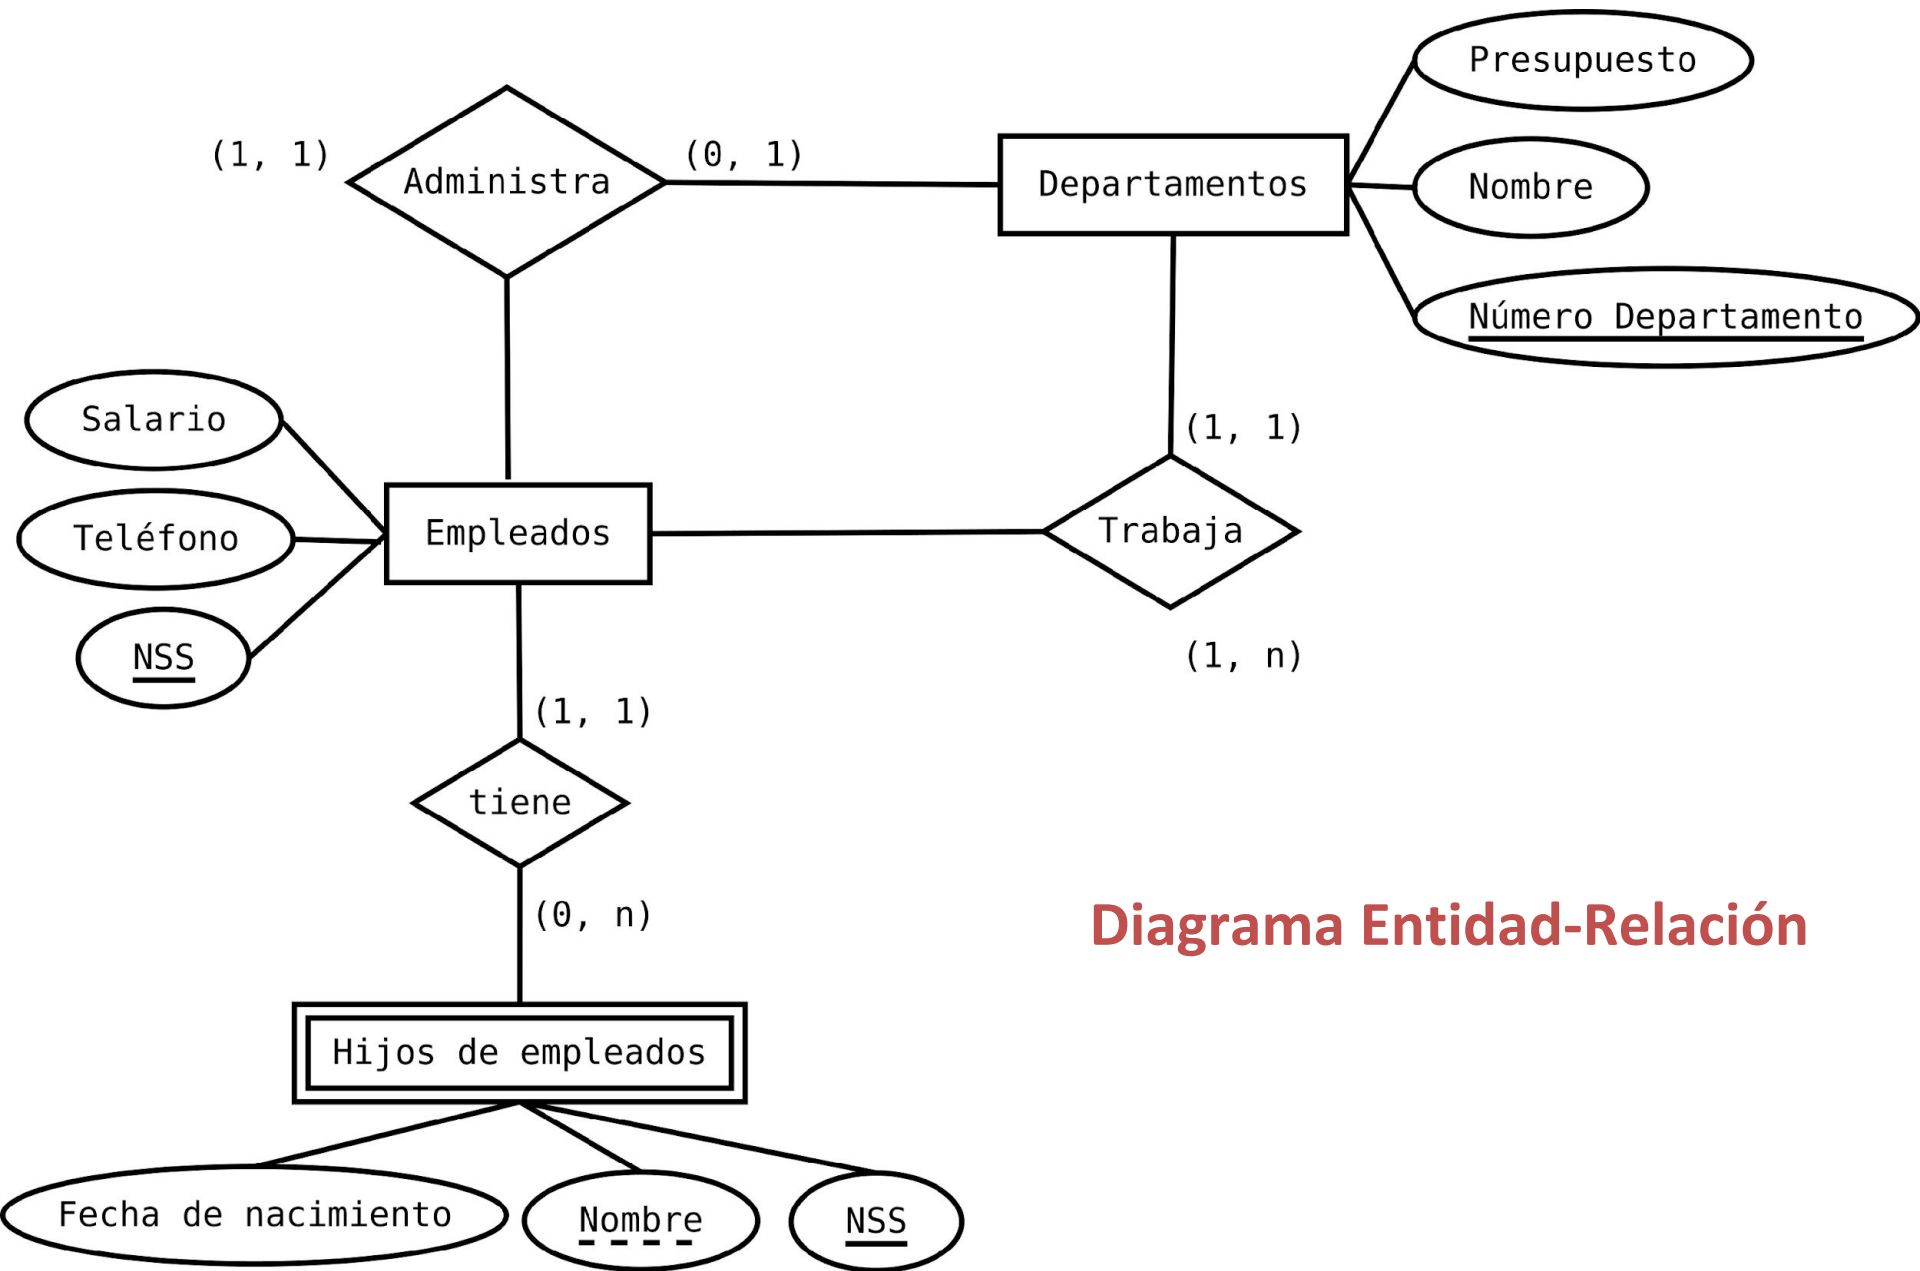 Presupuesto
(1, 1)
Administra
(0, 1)
Departamentos
Nombre
Número Departamento
Salario
(1, 1)
Teléfono
Empleados
Trabaja
NSS
(1, n)
(1, 1)
tiene
(0, n)
Diagrama Entidad-Relación
Hijos de empleados
Fecha de nacimiento
Nombre
NSS